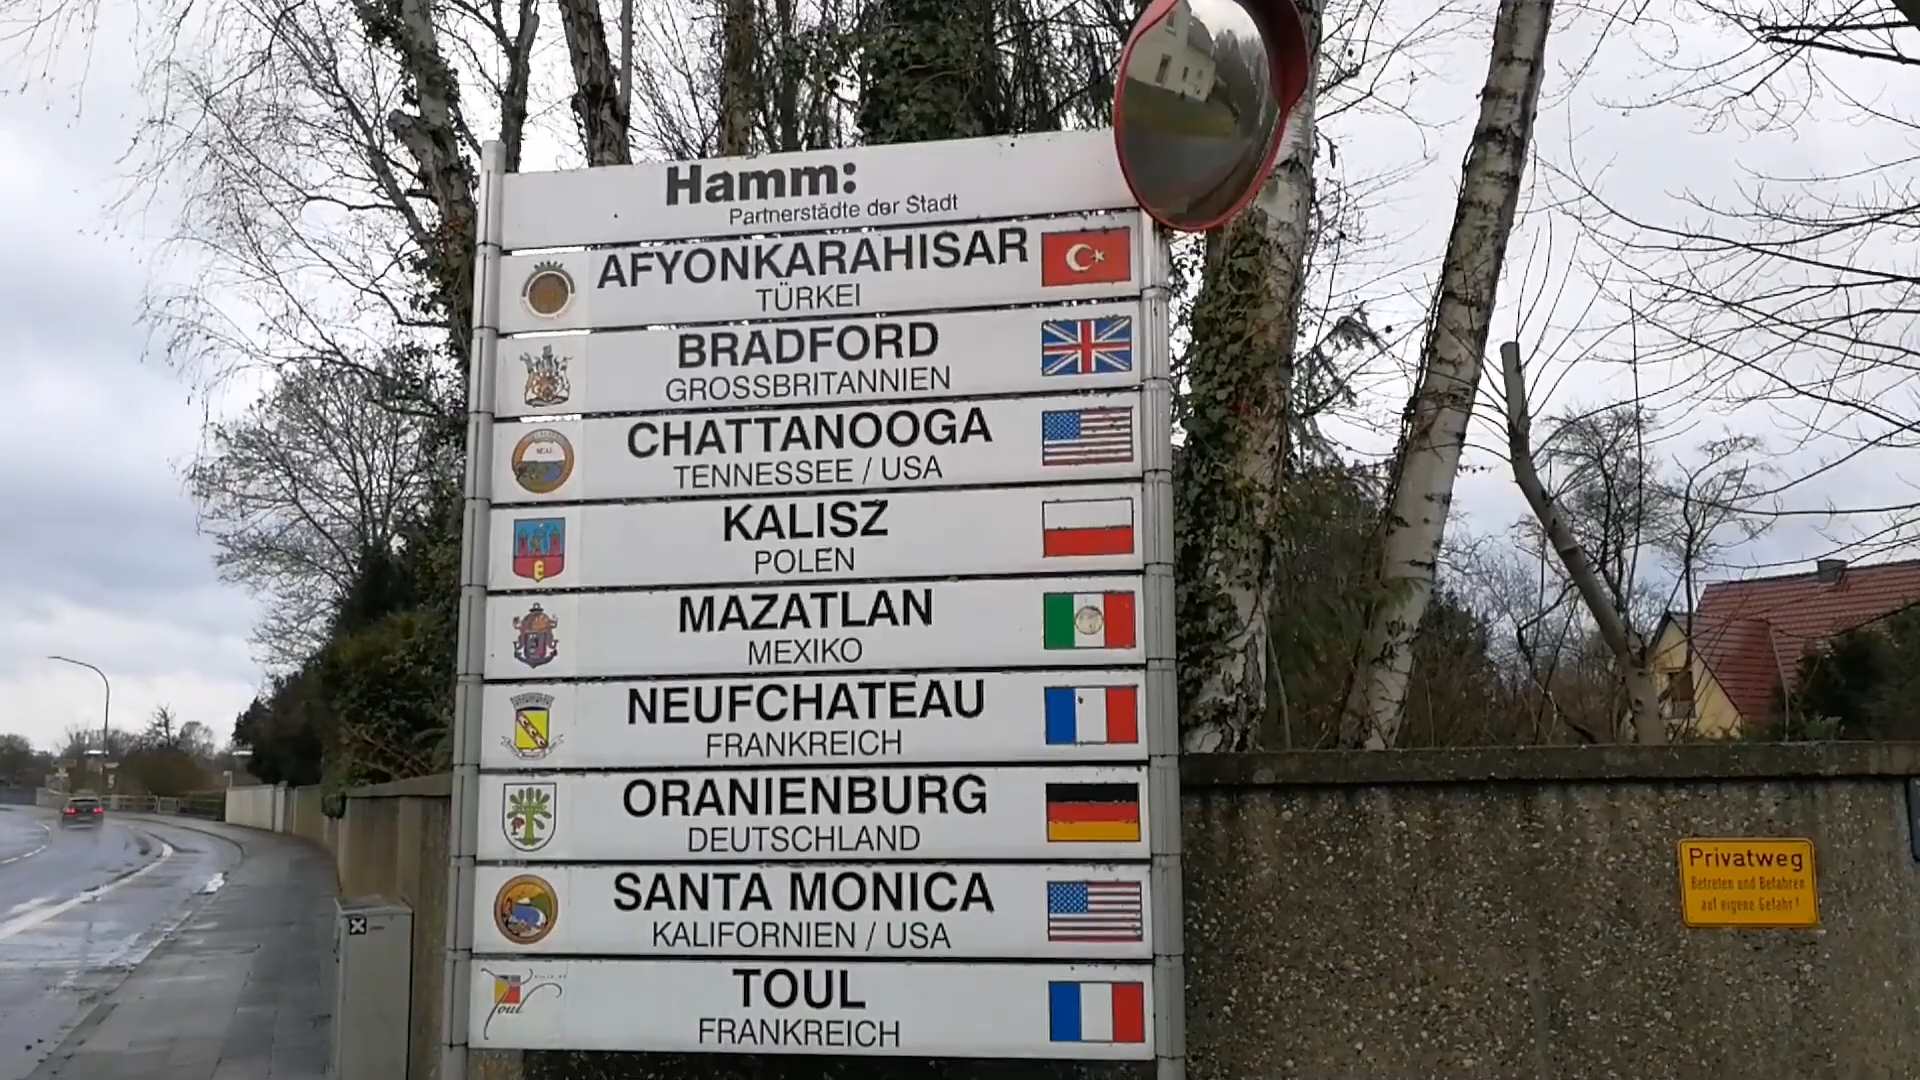 Hamm:
Partnerstädte der Stadt
AFYONKARAHISAR
TÜRKEI
BRADFORD
GROSSBRITANNIEN
CHATTANOOGA
TENNESSEE / USA
KALISZ
POLEN
MAZATLAN
MEXIKO
NEUFCHATEAU
FRANKREICH
ORANIENBURG
DEUTSCHLAND
SANTA MONICA
KALIFORNIEN / USA
Toul
TOUL
FRANKREICH
Privatweg
Betreten und Befahren
auf eigene Gefahr!